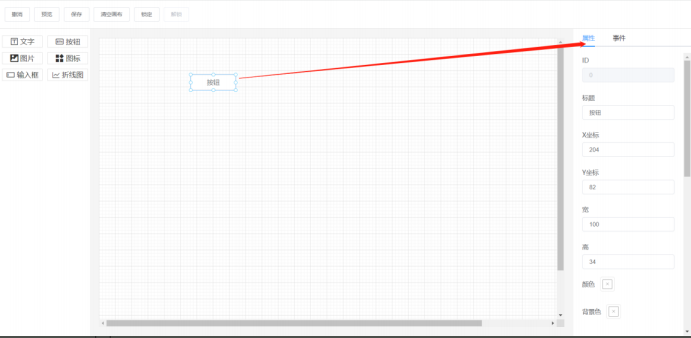 撤销 预览 保存 清空画布 锁定 解锁
文字 按钮
图片 图标
输入框 折线图
按钮
属性 事件
ID
0
标题
按钮
X坐标
204
Y坐标
82
宽
100
高
34
颜色
背景色